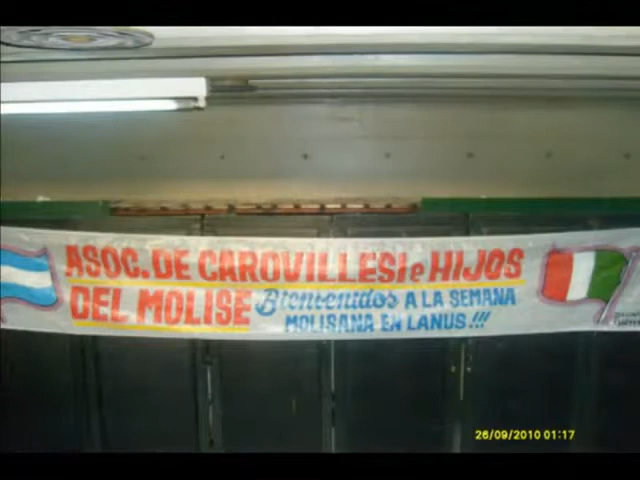 ASOC. DE CAROVILLESI e HIJOS
DEL MOLISE Bienvenidos A LA SEMANA
MOLISANA EN LANUS!!!
26/09/2010 01:17